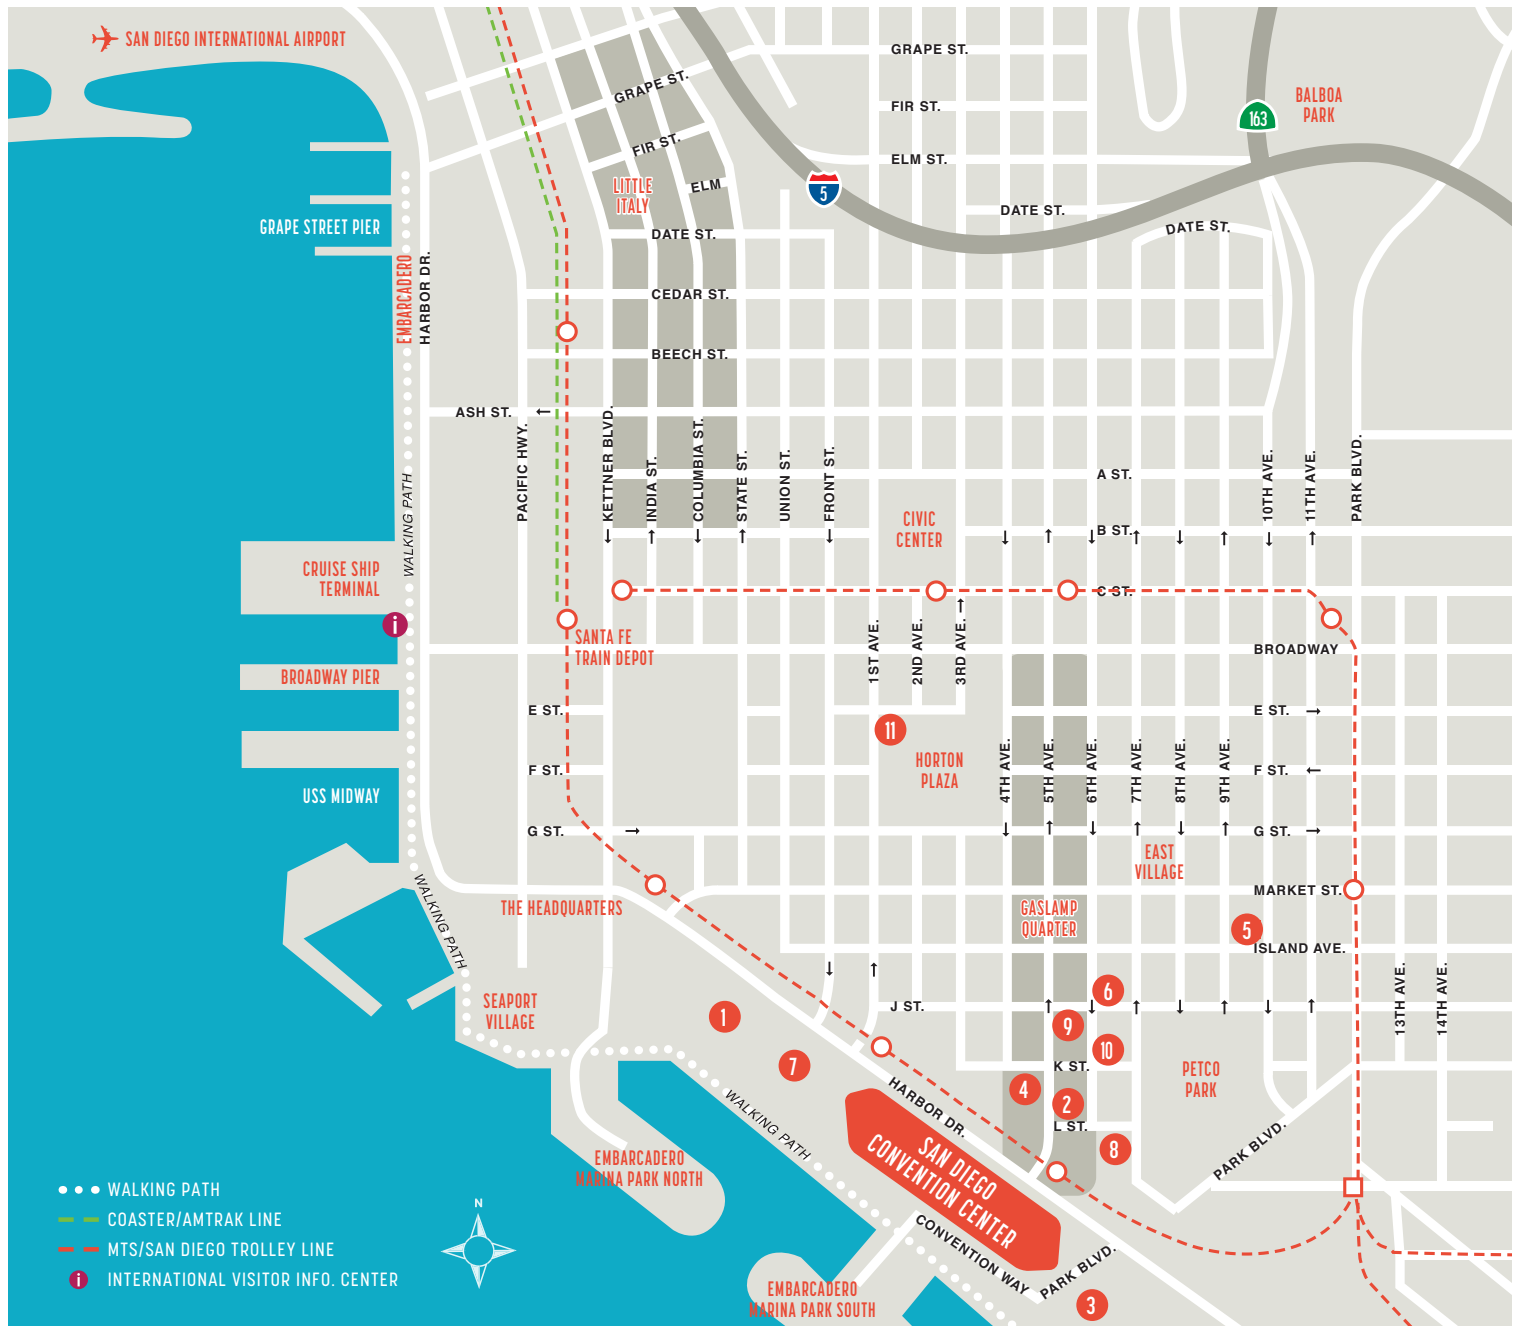 SAN DIEGO INTERNATIONAL AIRPORT
GRAPE ST.
GRAPE ST.
FIR ST.
FIR ST.
ELM ST.
ELM
163
BALBOA
PARK
5
LITTLE
ITALY
DATE ST.
DATE ST.
DATE ST.
GRAPE STREET PIER
EMBARCADERO
HARBOR DR.
CEDAR ST.
BEECH ST.
ASH ST.
PACIFIC HWY.
KETTNER BLVD.
INDIA ST.
COLUMBIA ST.
STATE ST.
UNION ST.
FRONT ST.
A ST.
10TH AVE.
11TH AVE.
PARK BLVD.
WALKING PATH
CIVIC
CENTER
B ST.
C ST.
CRUISE SHIP
TERMINAL
i
SANTA FE
TRAIN DEPOT
1ST AVE.
2ND AVE.
3RD AVE.
BROADWAY
BROADWAY PIER
E ST.
E ST.
11
HORTON
PLAZA
4TH AVE.
5TH AVE.
6TH AVE.
7TH AVE.
8TH AVE.
9TH AVE.
F ST.
F ST.
USS MIDWAY
G ST.
G ST.
EAST
VILLAGE
MARKET ST.
WALKING PATH
THE HEADQUARTERS
GASLAMP
QUARTER
5
ISLAND AVE.
SEAPORT
VILLAGE
J ST.
6
13TH AVE.
14TH AVE.
1
9
10
7
K ST.
PETCO
PARK
4
2
HARBOR DR.
L ST.
8
WALKING PATH
SAN DIEGO
CONVENTION CENTER
PARK BLVD.
EMBARCADERO
MARINA PARK NORTH
CONVENTION WAY
PARK BLVD.
3
EMBARCADERO
MARINA PARK SOUTH
N
WALKING PATH
COASTER/AMTRAK LINE
MTS/SAN DIEGO TROLLEY LINE
i INTERNATIONAL VISITOR INFO. CENTER